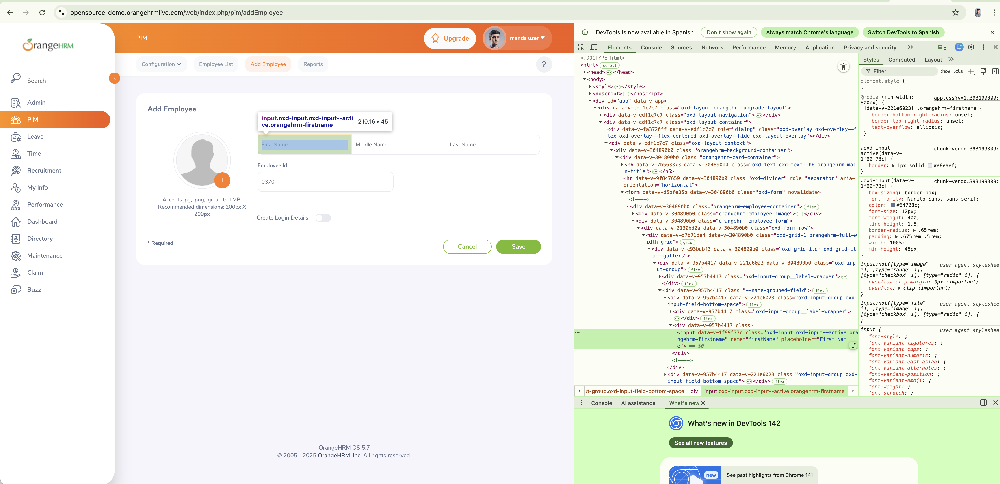 opensource-demo.orangehrmlive.com/web/index.php/pim/addEmployee
OrangeHRM
Search
Admin
PIM
Leave
Time
Recruitment
My Info
Performance
Dashboard
Directory
Maintenance
Claim
Buzz
PIM
Upgrade
manda user
Configuration
Employee List
Add Employee
Reports
?
Add Employee
input.oxd-input.oxd-input--acti
ve.orangehrm-firstname
210.16 × 45
First Name
Middle Name
Last Name
Employee Id
0370
Accepts jpg, .png, .gif up to 1MB.
Recommended dimensions: 200px X
200px
Create Login Details
* Required
Cancel
Save
OrangeHRM OS 5.7
© 2005 - 2025 OrangeHRM, Inc. All rights reserved.
DevTools is now available in Spanish
Don't show again
Always match Chrome's language
Switch DevTools to Spanish
Elements
Console
Sources
Network
Performance
Memory
Application
Privacy and security
5
<!DOCTYPE html>
<html> scroll
<head> </head>
<body>
<style> </style>
<noscript> </noscript>
<div id="app" data-v-app>
<div data-v-edf1c7c7 class="oxd-layout orangehrm-upgrade-layout">
<div data-v-edf1c7c7 class="oxd-layout-navigation"> </div>
<div data-v-edf1c7c7 class="oxd-layout-container">
<div data-v-fa3720ff data-v-edf1c7c7 role="dialog" class="oxd-overlay oxd-overlay--f
lex oxd-overlay--flex-centered oxd-overlay--hide oxd-layout-overlay"></div>
<div data-v-edf1c7c7 class="oxd-layout-context">
<div data-v-304890b0 class="orangehrm-background-container">
<div data-v-304890b0 class="orangehrm-card-container">
<h6 data-v-7b563373 data-v-304890b0 class="oxd-text oxd-text--h6 orangehrm-mai
n-title"> </h6>
<hr data-v-9f847659 data-v-304890b0 class="oxd-divider" role="separator" aria-
orientation="horizontal">
<form data-v-d5bfe35b data-v-304890b0 class="oxd-form" novalidate>
<!---->
<div data-v-304890b0 class="orangehrm-employee-container"> flex
<div data-v-304890b0 class="orangehrm-employee-image"> </div>
<div data-v-304890b0 class="orangehrm-employee-form">
<div data-v-2130bd2a data-v-304890b0 class="oxd-form-row">
<div data-v-d7b71de4 data-v-304890b0 class="oxd-grid-1 orangehrm-full-w
idth-grid"> grid
<div data-v-c93bdbf3 data-v-304890b0 class="oxd-grid-item oxd-grid-it
em--gutters">
<div data-v-957b4417 data-v-221e6023 data-v-304890b0 class="oxd-inp
ut-group"> flex
<div data-v-957b4417 class="oxd-input-group__label-wrapper">
</div> flex
<div data-v-957b4417 class="--name-grouped-field"> flex
<div data-v-957b4417 data-v-221e6023 class="oxd-input-group oxd-
input-field-bottom-space"> flex
<div data-v-957b4417 class="oxd-input-group__label-wrapper">
</div> flex
<div data-v-957b4417 class>
<input data-v-1f99f73c class="oxd-input oxd-input--active ora
ngehrm-firstname" name="firstName" placeholder="First Nam
e"> == $0
</div>
<!---->
</div>
<div data-v-957b4417 data-v-221e6023 class="oxd-input-group oxd-
input-field-bottom-space"> </div> flex
ut-group.oxd-input-field-bottom-space
div
input.oxd-input.oxd-input--active.orangehrm-firstname
Styles
Computed
Layout
Filter
:hov
.cls
element.style {
}
@media (min-width: app.css?v=1…393199309:
800px) {
[data-v-221e6023] .orangehrm-firstname {
border-bottom-right-radius: unset;
border-top-right-radius: unset;
text-overflow: ellipsis;
}
}
.oxd-input-- chunk-vendo…393199309:
active[data-v-
1f99f73c] {
border: 1px solid #e8eaef;
}
.oxd-input[data-v- chunk-vendo…393199309:
1f99f73c] {
box-sizing: border-box;
font-family: Nunito Sans, sans-serif;
color: #64728c;
font-size: 12px;
font-weight: 400;
line-height: 1.5;
border-radius: .65rem;
padding: .675rem .5rem;
width: 100%;
min-height: 45px;
}
input:not([type="image" user agent styleshee
i], [type="range" i],
[type="checkbox" i], [type="radio" i]) {
overflow-clip-margin: 0px !important;
overflow: clip !important;
}
input:not([type="file" user agent styleshee
i], [type="image" i],
[type="checkbox" i], [type="radio" i]) {
}
input { user agent styleshee
font-style: ;
font-variant-ligatures: ;
font-variant-caps: ;
font-variant-numeric: ;
font-variant-east-asian: ;
font-variant-alternates: ;
font-variant-position: ;
font-variant-emoji: ;
font-weight: ;
font-stretch: ;
Console
AI assistance
What's new
What's new in DevTools 142
See all new features
new
See past highlights from Chrome 141